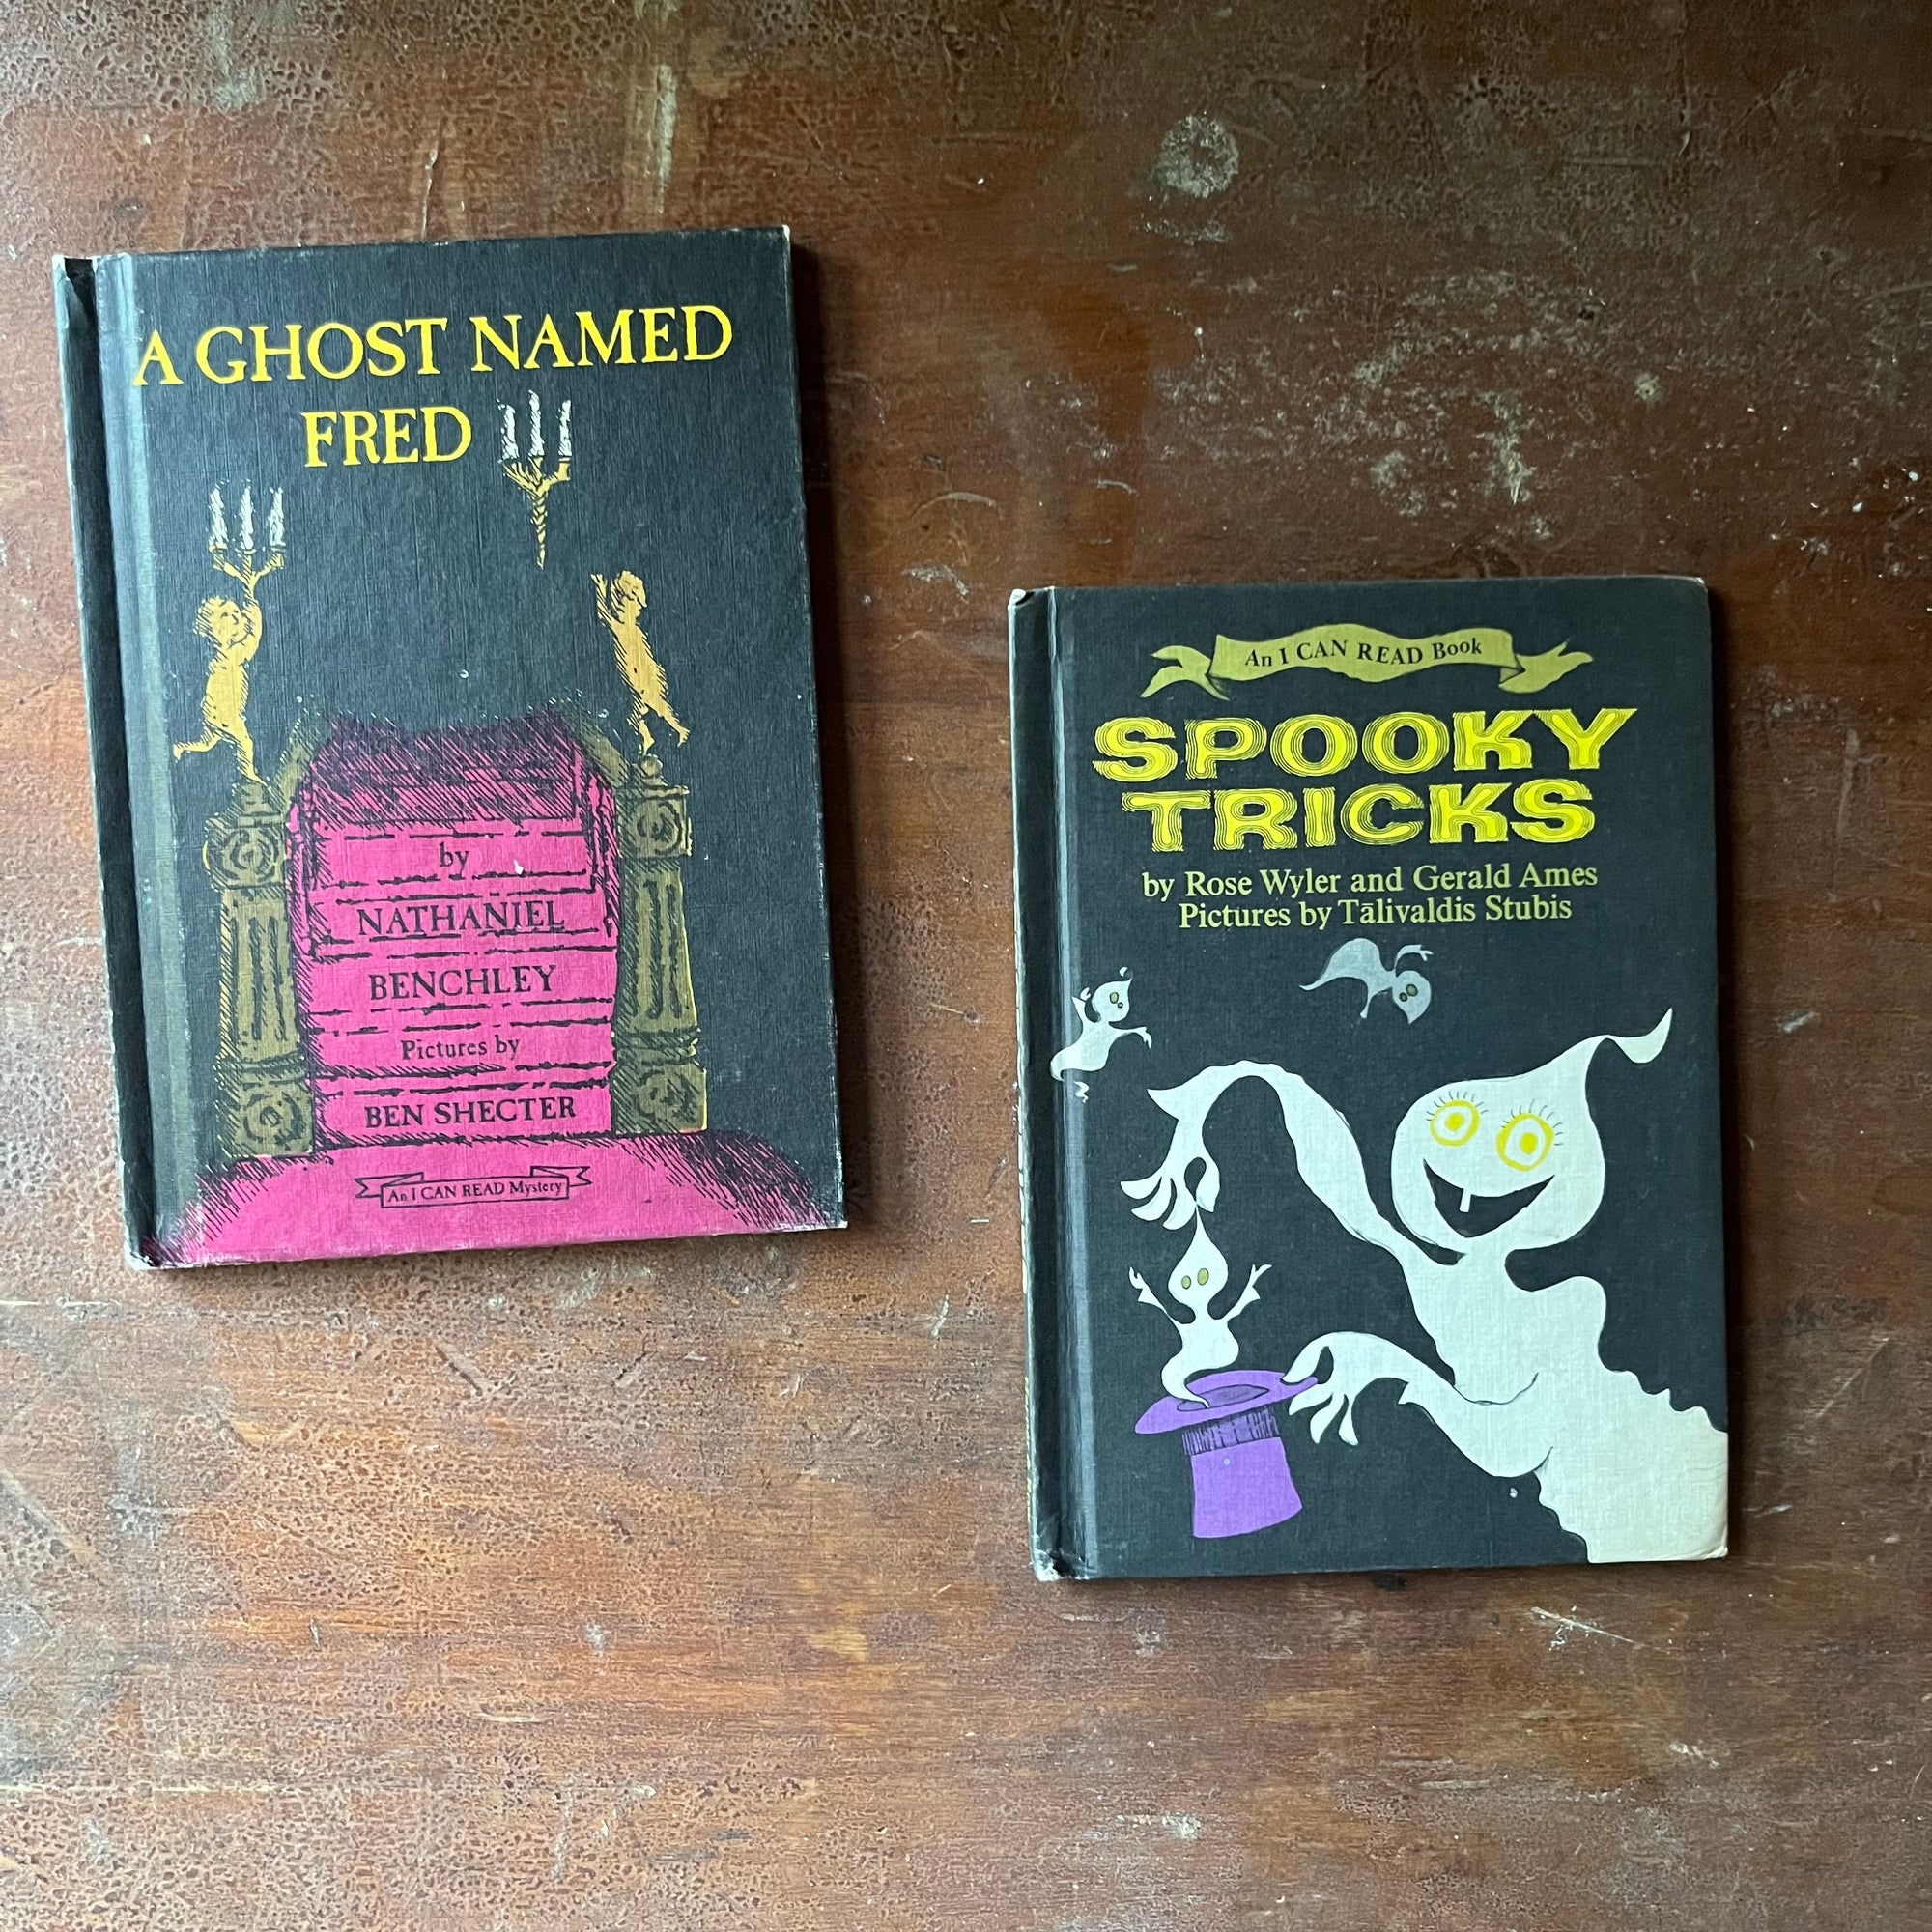 A GHOST NAMED
FRED
by
NATHANIEL
BENCHLEY
Pictures by
BEN SHECTER
An I CAN READ Mystery
An I CAN READ Book
SPOOKY
TRICKS
by Rose Wyler and Gerald Ames
Pictures by Tālivaldis Stubis